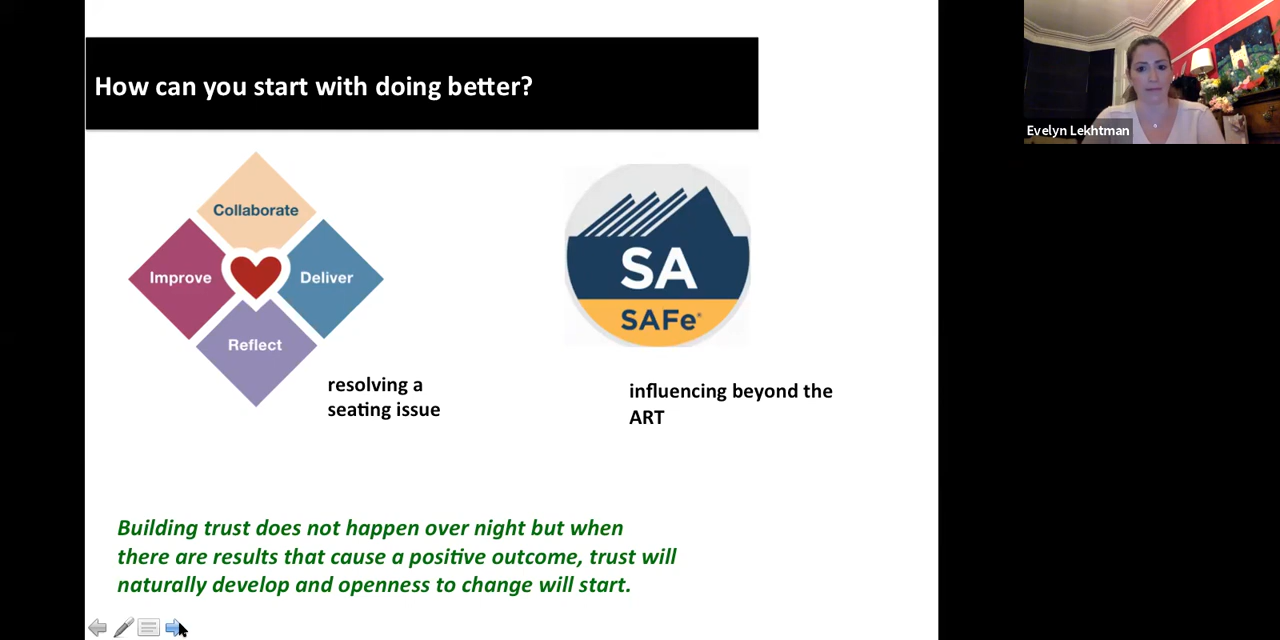 How can you start with doing better?
Evelyn Lekhtman
Collaborate
Improve
Deliver
Reflect
SA
SAFe®
resolving a
seating issue
influencing beyond the
ART
Building trust does not happen over night but when
there are results that cause a positive outcome, trust will
naturally develop and openness to change will start.